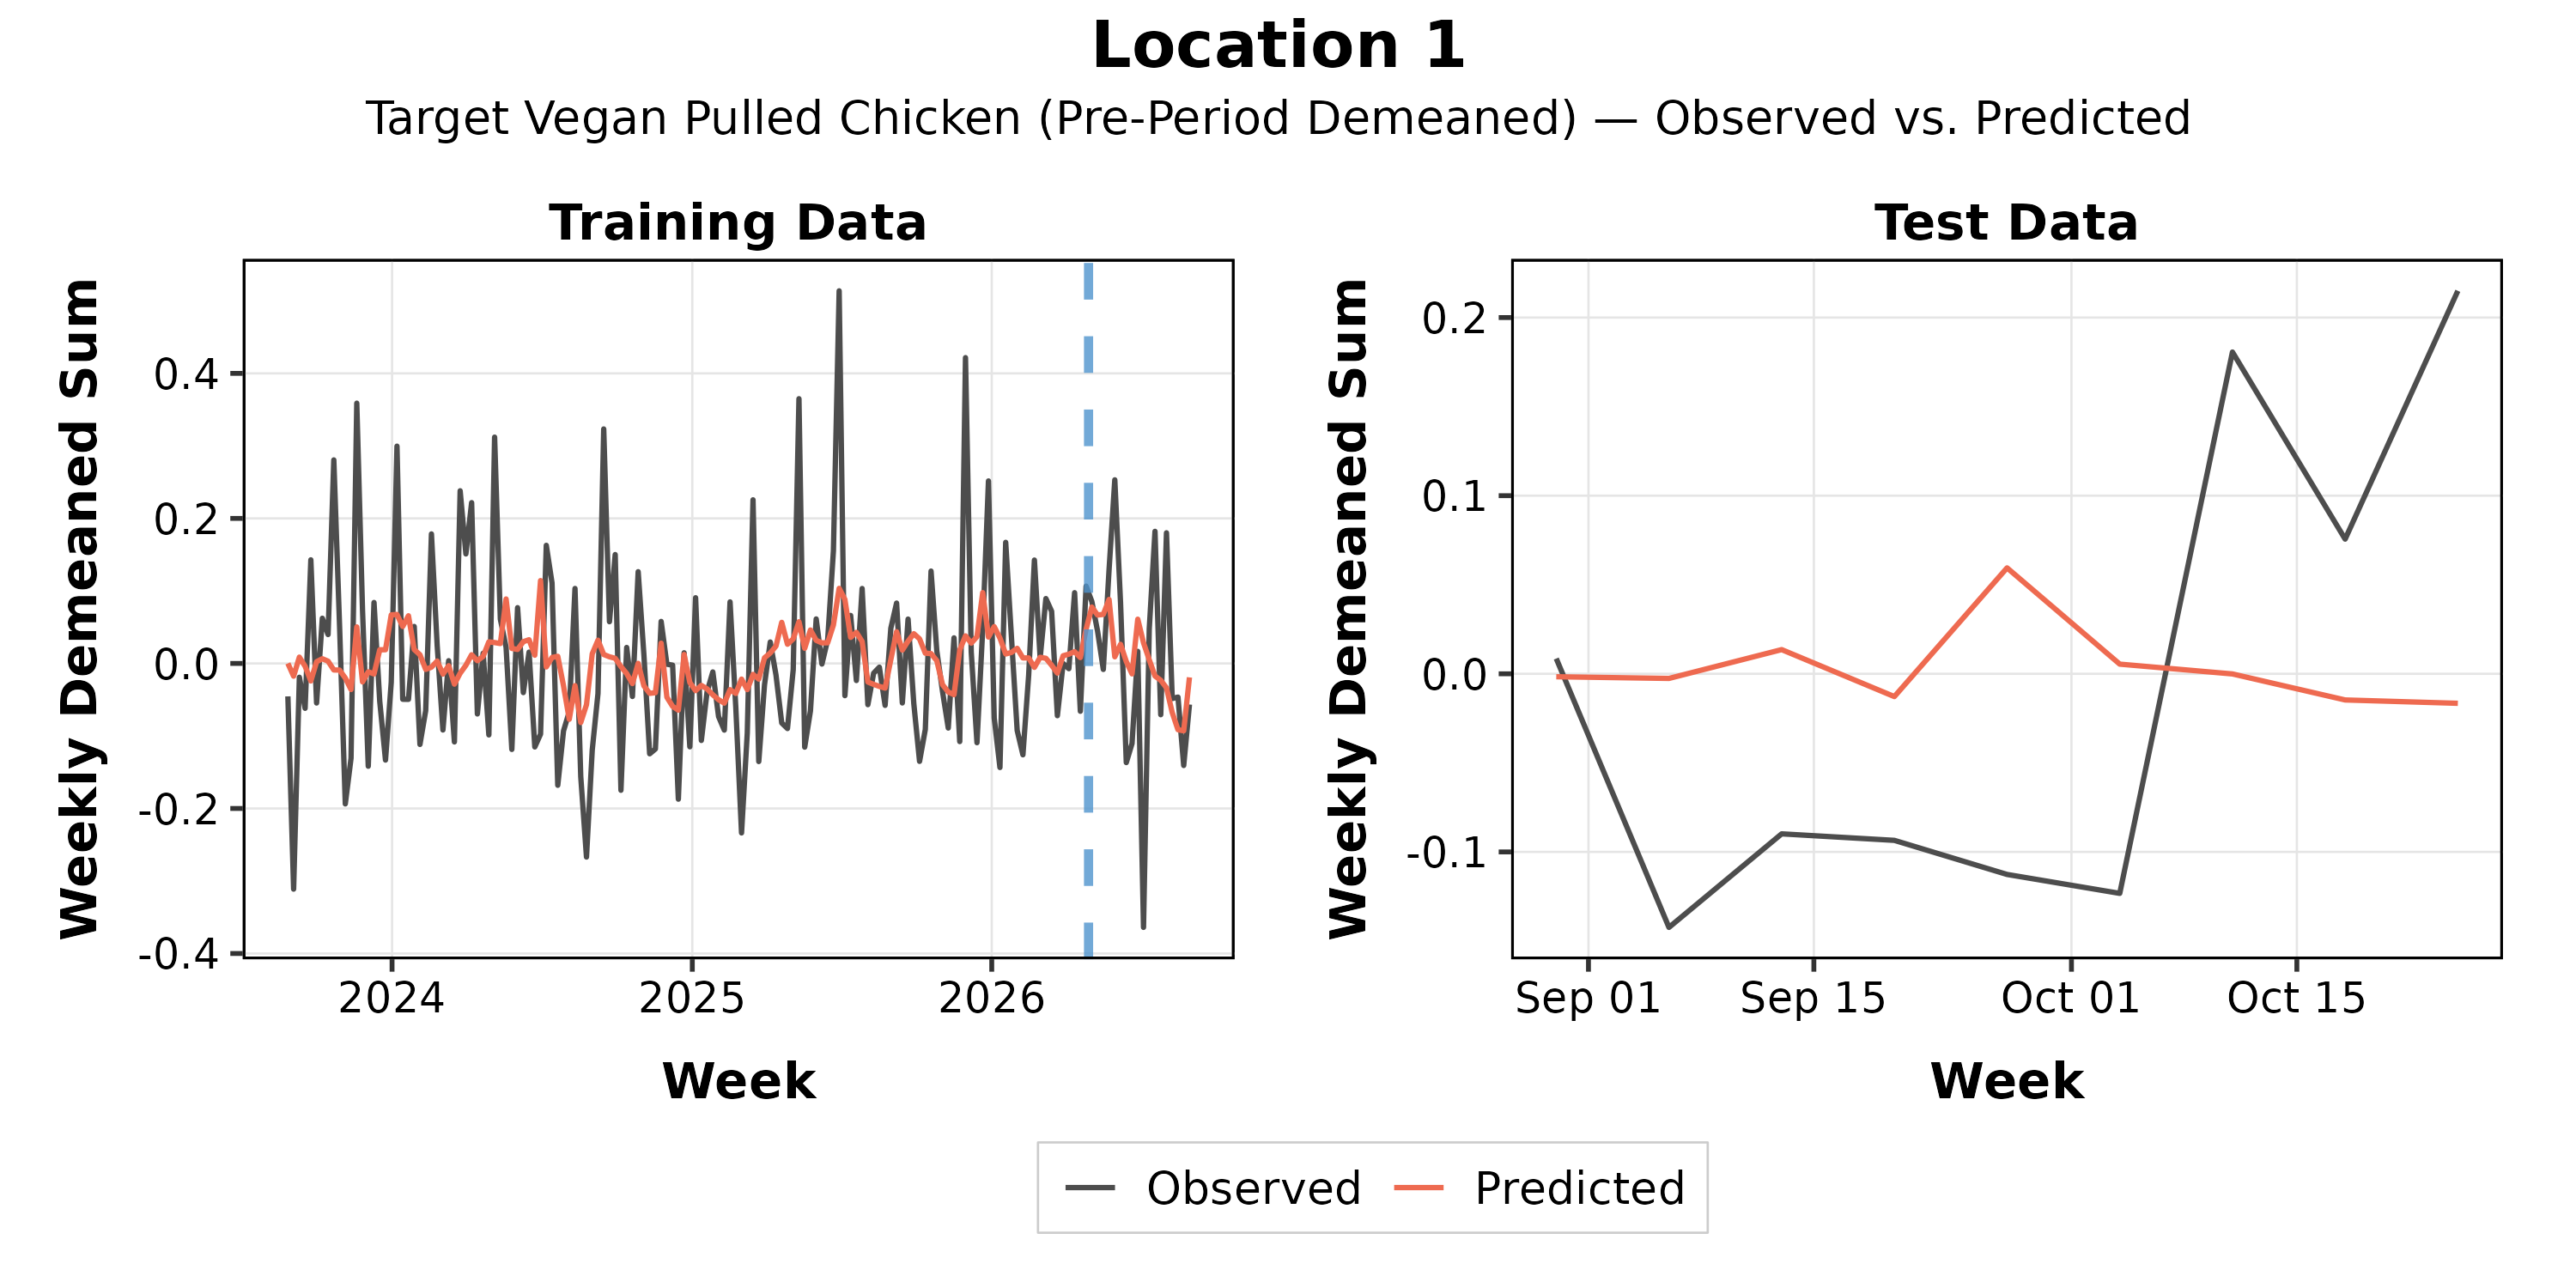 Location 1
Target Vegan Pulled Chicken (Pre-Period Demeaned) — Observed vs. Predicted
Training Data
Weekly Demeaned Sum
0.4
0.2
0.0
-0.2
-0.4
2024 2025 2026
Week
Test Data
Weekly Demeaned Sum
0.2
0.1
0.0
-0.1
Sep 01 Sep 15 Oct 01 Oct 15
Week
Observed Predicted